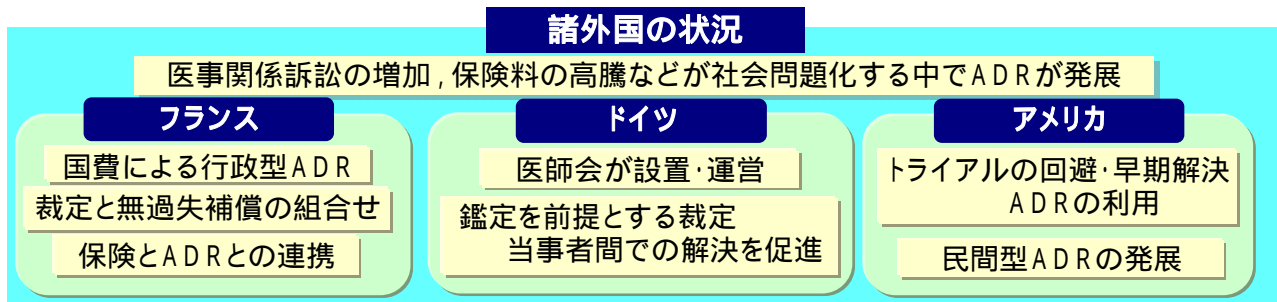 諸外国の状況
医事関係訴訟の増加,保険料の高騰などが社会問題化する中でADRが発展
フランス
国費による行政型ADR
裁定と無過失補償の組合せ
保険とADRとの連携
ドイツ
医師会が設置・運営
鑑定を前提とする裁定
当事者間での解決を促進
アメリカ
トライアルの回避・早期解決
ADRの利用
民間型ADRの発展